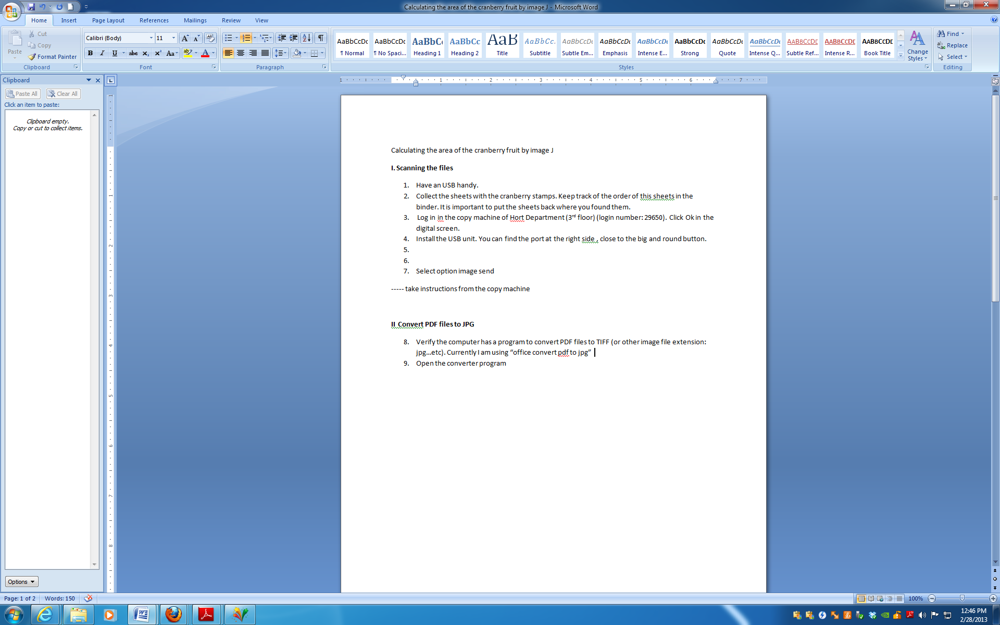 Calculating the area of the cranberry fruit by image J - Microsoft Word
Home Insert Page Layout References Mailings Review View
Paste
Cut
Copy
Format Painter
Clipboard
Calibri (Body) 11
Font
Paragraph
AaBbCcDc AaBbCcDc AaBbC AaBbCc AaB AaBbCc. AaBbCcDc AaBbCcDc AaBbCcDc AaBbCcDc AaBbCcDc AaBbCcDc AABBCCDE AABBCCDE AABBCCDE
¶ Normal ¶ No Spaci... Heading 1 Heading 2 Title Subtitle Subtle Em... Emphasis Intense E... Strong Quote Intense Q... Subtle Ref... Intense R... Book Title
Change
Styles
Styles
Find
Replace
Select
Editing
Clipboard
Paste All Clear All
Click an item to paste:
Clipboard empty.
Copy or cut to collect items.
Options
Calculating the area of the cranberry fruit by image J
I. Scanning the files
1. Have an USB handy.
2. Collect the sheets with the cranberry stamps. Keep track of the order of this sheets in the
binder. It is important to put the sheets back where you found them.
3. Log in in the copy machine of Hort Department (3rd floor) (login number: 29650). Click Ok in the
digital screen.
4. Install the USB unit. You can find the port at the right side , close to the big and round button.
5.
6.
7. Select option image send
----- take instructions from the copy machine
II Convert PDF files to JPG
8. Verify the computer has a program to convert PDF files to TIFF (or other image file extension:
jpg...etc). Currently I am using “office convert pdf to jpg”
9. Open the converter program
Page: 1 of 2 Words: 150
100%
12:46 PM
2/28/2013